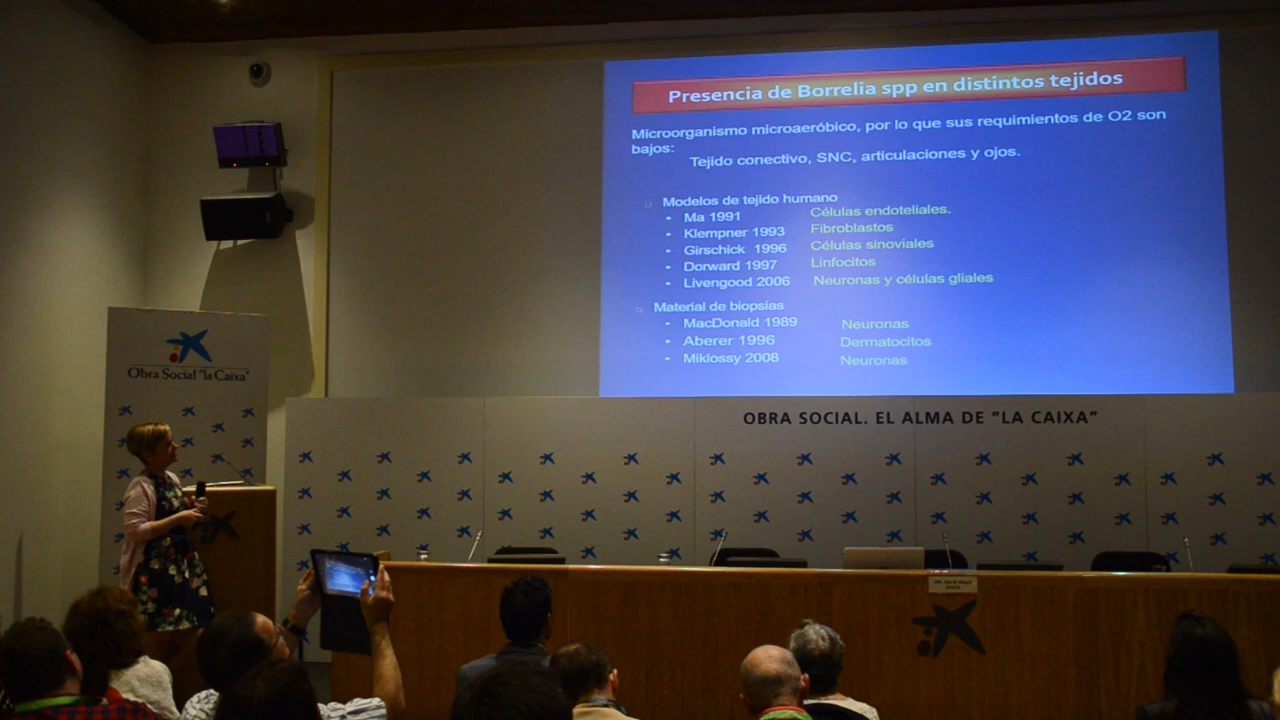 Presencia de Borrelia spp en distintos tejidos
Microorganismo microaeróbico, por lo que sus requimientos de O2 son
bajos:
Tejido conectivo, SNC, articulaciones y ojos.
Modelos de tejido humano
• Ma 1991 Células endoteliales.
• Klempner 1993 Fibroblastos
• Girschick 1996 Células sinoviales
• Dorward 1997 Linfocitos
• Livengood 2006 Neuronas y células gliales
Material de biopsias
• MacDonald 1989 Neuronas
• Aberer 1996 Dermatocitos
• Miklossy 2008 Neuronas
Obra Social "la Caixa"
OBRA SOCIAL. EL ALMA DE "LA CAIXA"